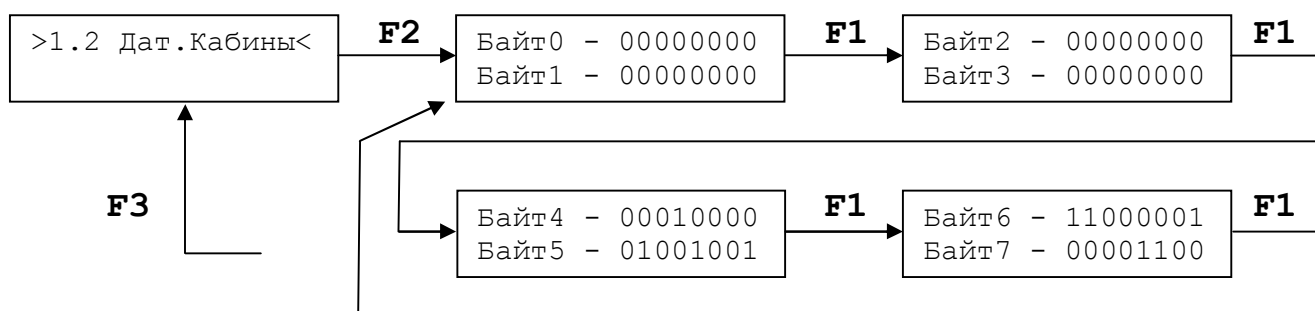 >1.2 Дат.Кабины<
F2
Байт0 - 00000000
Байт1 - 00000000
F1
Байт2 - 00000000
Байт3 - 00000000
F1
F3
Байт4 - 00010000
Байт5 - 01001001
F1
Байт6 - 11000001
Байт7 - 00001100
F1